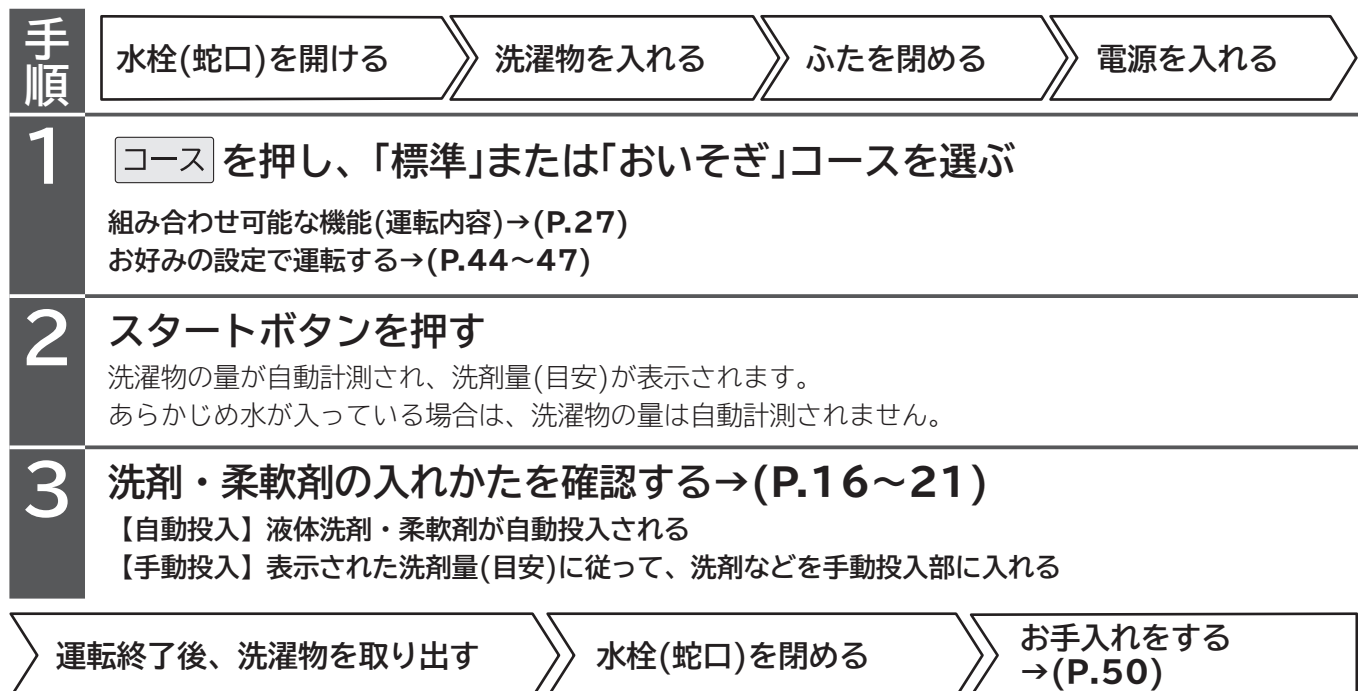 手順
水栓(蛇口)を開ける
洗濯物を入れる
ふたを閉める
電源を入れる
1
コース を押し、「標準」または「おいそぎ」コースを選ぶ
組み合わせ可能な機能(運転内容)→(P.27)
お好みの設定で運転する→(P.44～47)
2
スタートボタンを押す
洗濯物の量が自動計測され、洗剤量(目安)が表示されます。
あらかじめ水が入っている場合は、洗濯物の量は自動計測されません。
3
洗剤・柔軟剤の入れかたを確認する→(P.16～21)
【自動投入】液体洗剤・柔軟剤が自動投入される
【手動投入】表示された洗剤量(目安)に従って、洗剤などを手動投入部に入れる
運転終了後、洗濯物を取り出す
水栓(蛇口)を閉める
お手入れをする
→(P.50)